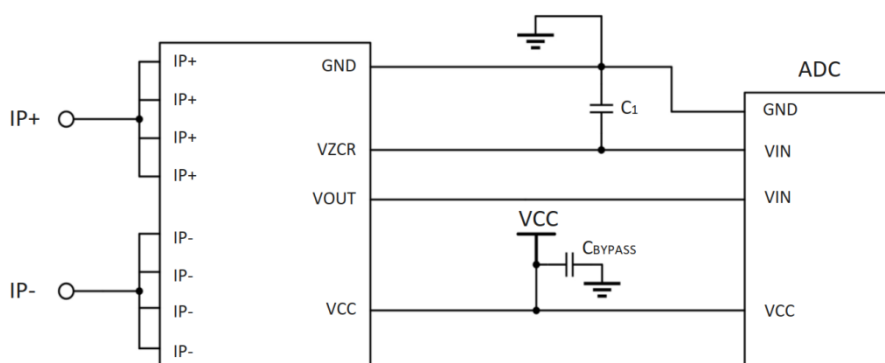 IP+
IP+
IP+
IP+
IP+
IP-
IP-
IP-
IP-
IP-
GND
VZCR
VOUT
VCC
C1
VCC
CBYPASS
ADC
GND
VIN
VIN
VCC